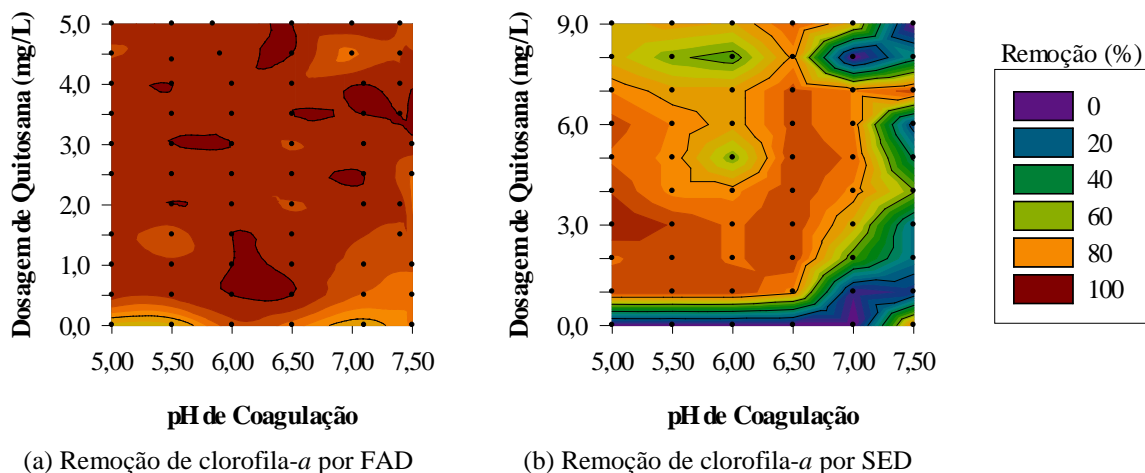 Dosagem de Quitosana (mg/L)
5,0
4,0
3,0
2,0
1,0
0,0
5,00 5,50 6,00 6,50 7,00 7,50
pH de Coagulação
(a) Remoção de clorofila-a por FAD
Dosagem de Quitosana (mg/L)
9,0
6,0
3,0
0,0
5,00 5,50 6,00 6,50 7,00 7,50
pH de Coagulação
(b) Remoção de clorofila-a por SED
Remoção (%)
0
20
40
60
80
100